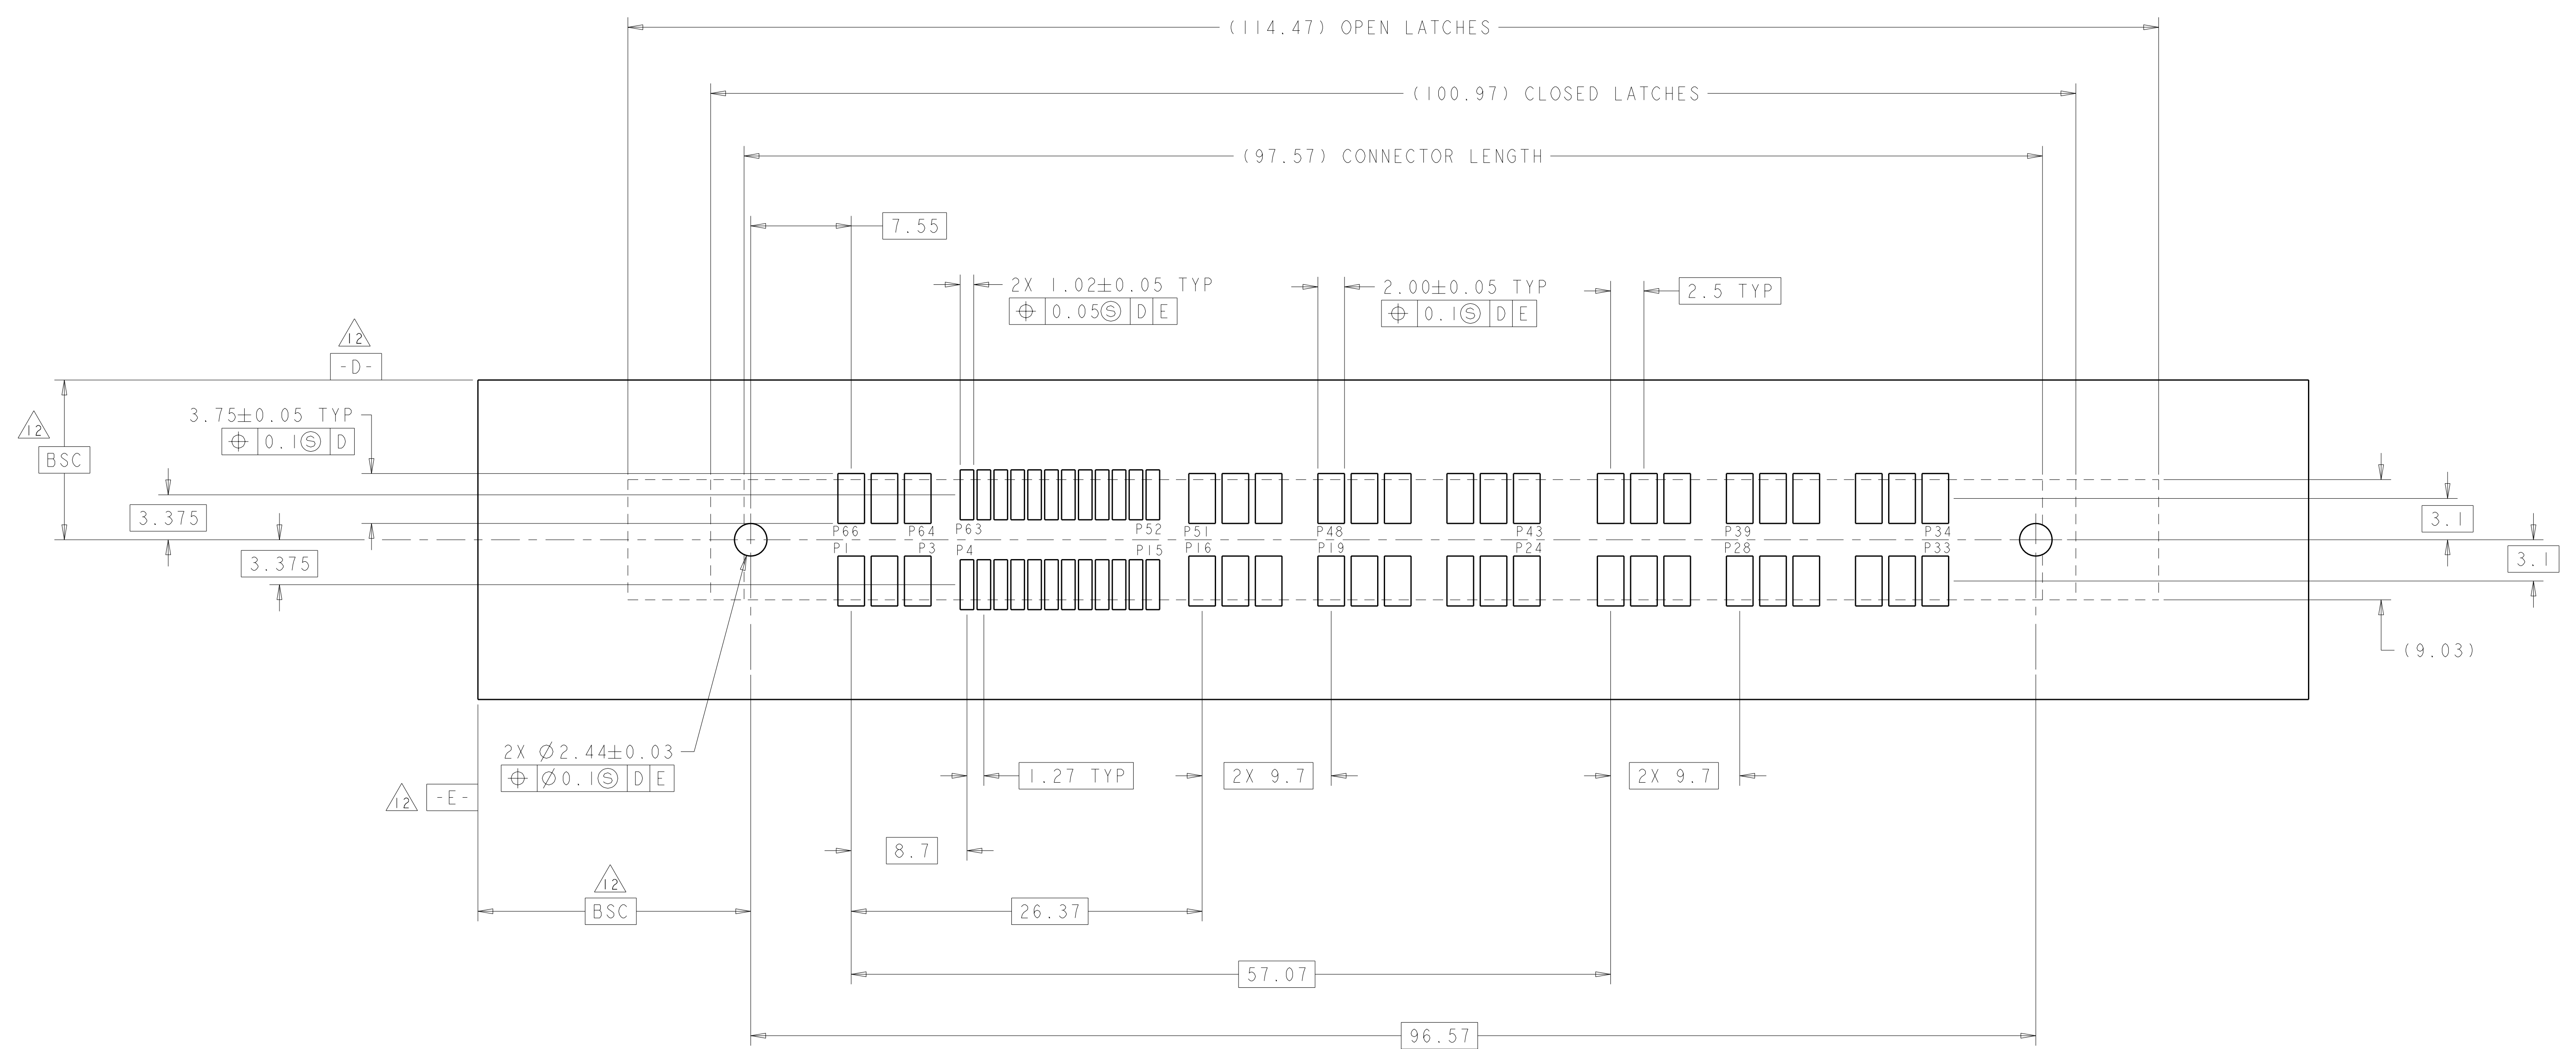 (114.47) OPEN LATCHES
(100.97) CLOSED LATCHES
(97.57) CONNECTOR LENGTH
7.55
2X 1.02±0.05 TYP
⌖ 0.05Ⓢ D E
2.00±0.05 TYP
⌖ 0.1Ⓢ D E
2.5 TYP
12
-D-
3.75±0.05 TYP
⌖ 0.1Ⓢ D
12
BSC
3.375
3.375
P66 P64 P63 P52 P51 P48 P43 P39 P34
P1 P3 P4 P15 P16 P19 P24 P28 P33
3.1
3.1
(9.03)
2X Ø2.44±0.03
⌖ Ø0.1Ⓢ D E
12
-E-
1.27 TYP
2X 9.7
2X 9.7
8.7
12
BSC
26.37
57.07
96.57